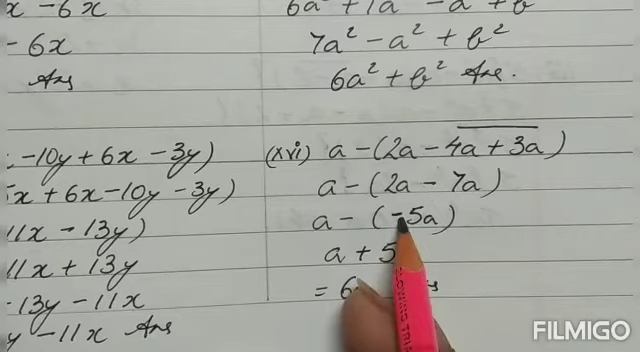 x - 6x
- 6x
Ans
-10y + 6x - 3y)
x + 6x - 10y - 3y)
11x - 13y)
11x + 13y
13y - 11x
y - 11x Ans
6a² + 1a² - a² + b²
7a² - a² + b²
6a² + b² Ans.
(xvi) a - (2a - 4a + 3a)
a - (2a - 7a)
a - (-5a)
a + 5
= 6
FILMIGO